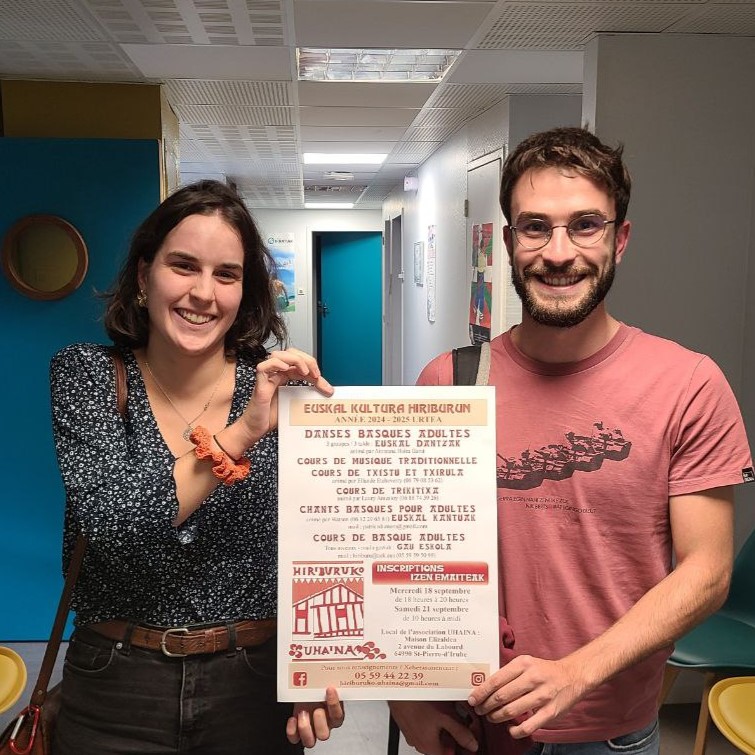 EUSKAL KULTURA HIRIBURUN
ANNÉE 2024 - 2025 URTEA
DANSES BASQUES ADULTES
EUSKAL DANTZAK
COURS DE MUSIQUE TRADITIONNELLE
COURS DE TXISTU ET TXIRULA
COURS DE TRIKITIXA
CHANTS BASQUES POUR ADULTES
EUSKAL KANTUAK
COURS DE BASQUE ADULTES
GAU ESKOLA
HIRIBURUKO
UHAINA
INSCRIPTIONS
IZEN EMAITEAK
Mercredi 18 septembre
de 18 heures à 20 heures
Samedi 21 septembre
de 10 heures à midi
Local de l'association UHAINA :
Maison Elizaldea
2 avenue du Labourd
64990 St-Pierre-d'Irube
Pour tous renseignements / Xehetasunentzat :
05 59 44 22 39
hiriburuko.uhaina@gmail.com